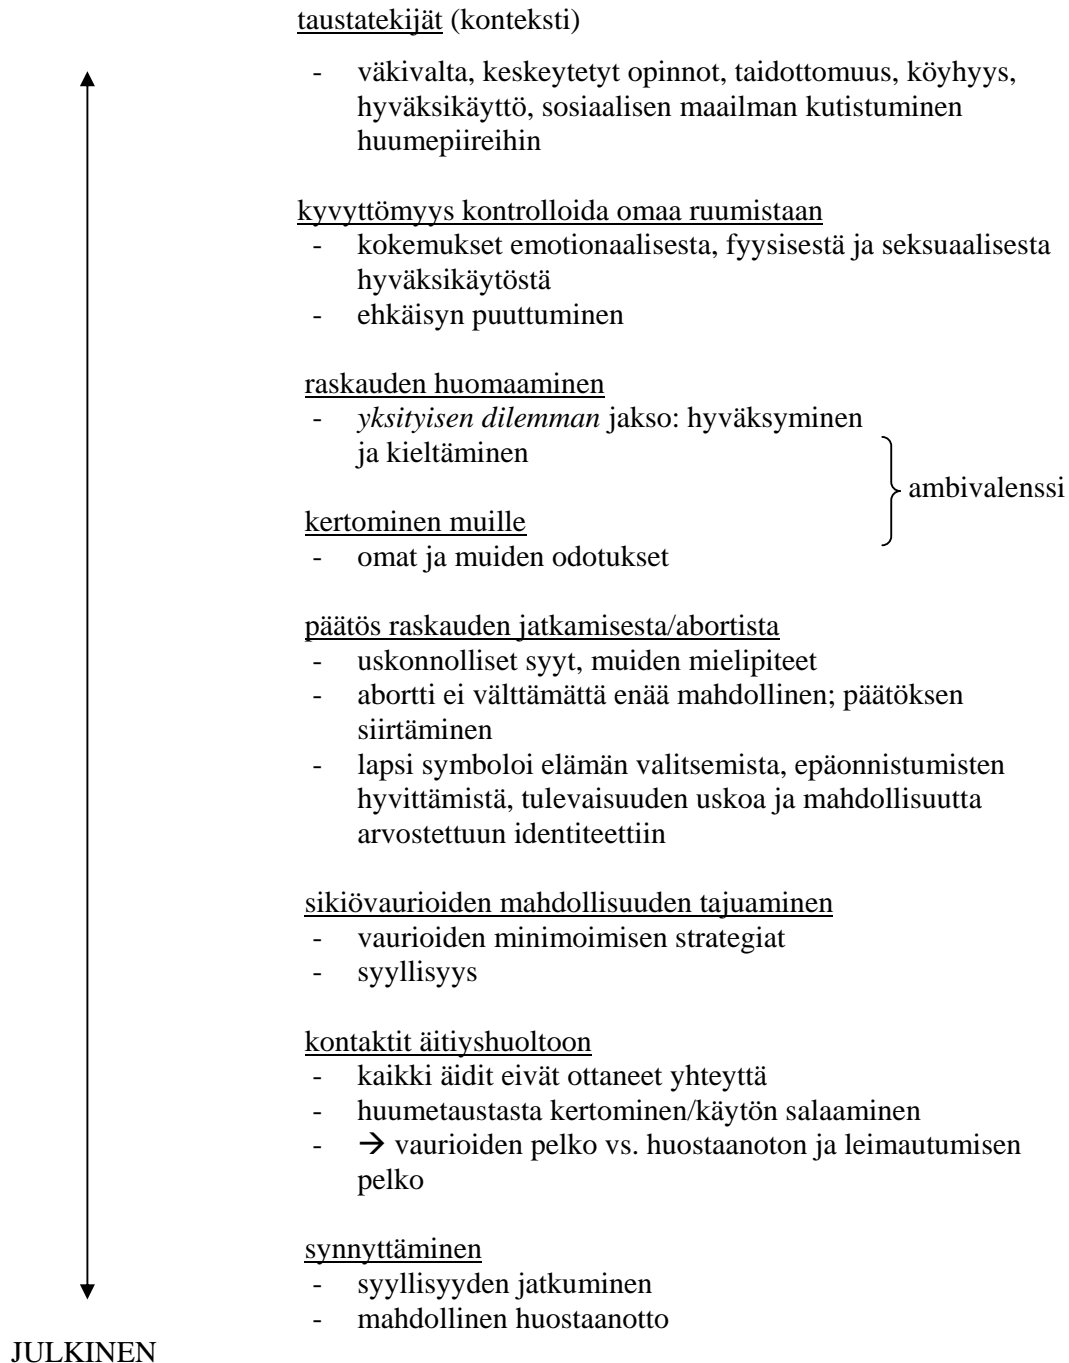 taustatekijät (konteksti)
- väkivalta, keskeytetyt opinnot, taidottomuus, köyhyys,
hyväksikäyttö, sosiaalisen maailman kutistuminen
huumepiireihin
kyvyttömyys kontrolloida omaa ruumistaan
- kokemukset emotionaalisesta, fyysisestä ja seksuaalisesta
hyväksikäytöstä
- ehkäisyn puuttuminen
raskauden huomaaminen
- yksityisen dilemman jakso: hyväksyminen
ja kieltäminen
ambivalenssi
kertominen muille
- omat ja muiden odotukset
päätös raskauden jatkamisesta/abortista
- uskonnolliset syyt, muiden mielipiteet
- abortti ei välttämättä enää mahdollinen; päätöksen
siirtäminen
- lapsi symboloi elämän valitsemista, epäonnistumisten
hyvittämistä, tulevaisuuden uskoa ja mahdollisuutta
arvostettuun identiteettiin
sikiövaurioiden mahdollisuuden tajuaminen
- vaurioiden minimoimisen strategiat
- syyllisyys
kontaktit äitiyshuoltoon
- kaikki äidit eivät ottaneet yhteyttä
- huumetaustasta kertominen/käytön salaaminen
- → vaurioiden pelko vs. huostaanoton ja leimautumisen
pelko
synnyttäminen
- syyllisyyden jatkuminen
- mahdollinen huostaanotto
JULKINEN